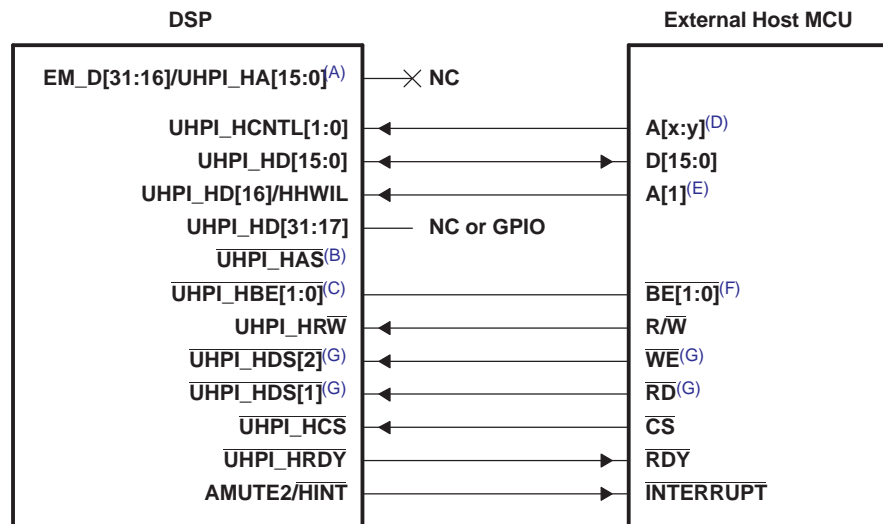 DSP External Host MCU
EM_D[31:16]/UHPI_HA[15:0](A) NC
UHPI_HCNTL[1:0] A[x:y](D)
UHPI_HD[15:0] D[15:0]
UHPI_HD[16]/HHWIL A[1](E)
UHPI_HD[31:17] NC or GPIO
UHPI_HAS(B)
UHPI_HBE[1:0](C) BE[1:0](F)
UHPI_HRW R/W
UHPI_HDS[2](G) WE(G)
UHPI_HDS[1](G) RD(G)
UHPI_HCS CS
UHPI_HRDY RDY
AMUTE2/HINT INTERRUPT